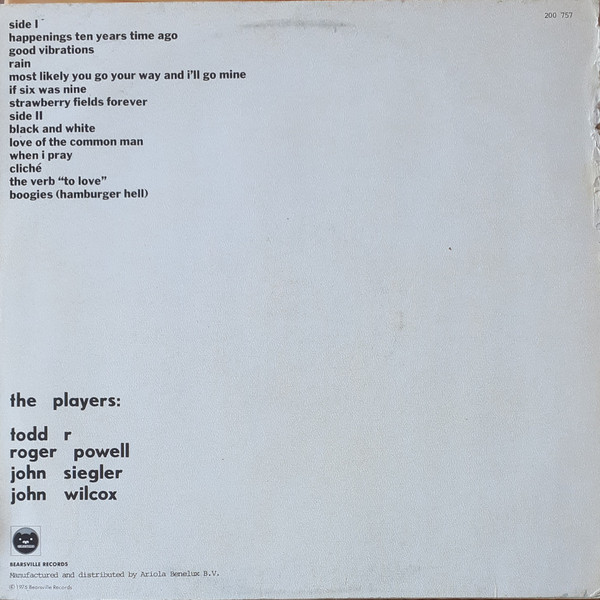 200 757
side I
happenings ten years time ago
good vibrations
rain
most likely you go your way and i'll go mine
if six was nine
strawberry fields forever
side II
black and white
love of the common man
when i pray
cliché
the verb “to love”
boogies (hamburger hell)
the players:
todd r
roger powell
john siegler
john wilcox
BEARSVILLE RECORDS
Manufactured and distributed by Ariola Benelux B.V.
℗ 1976 Bearsville Records